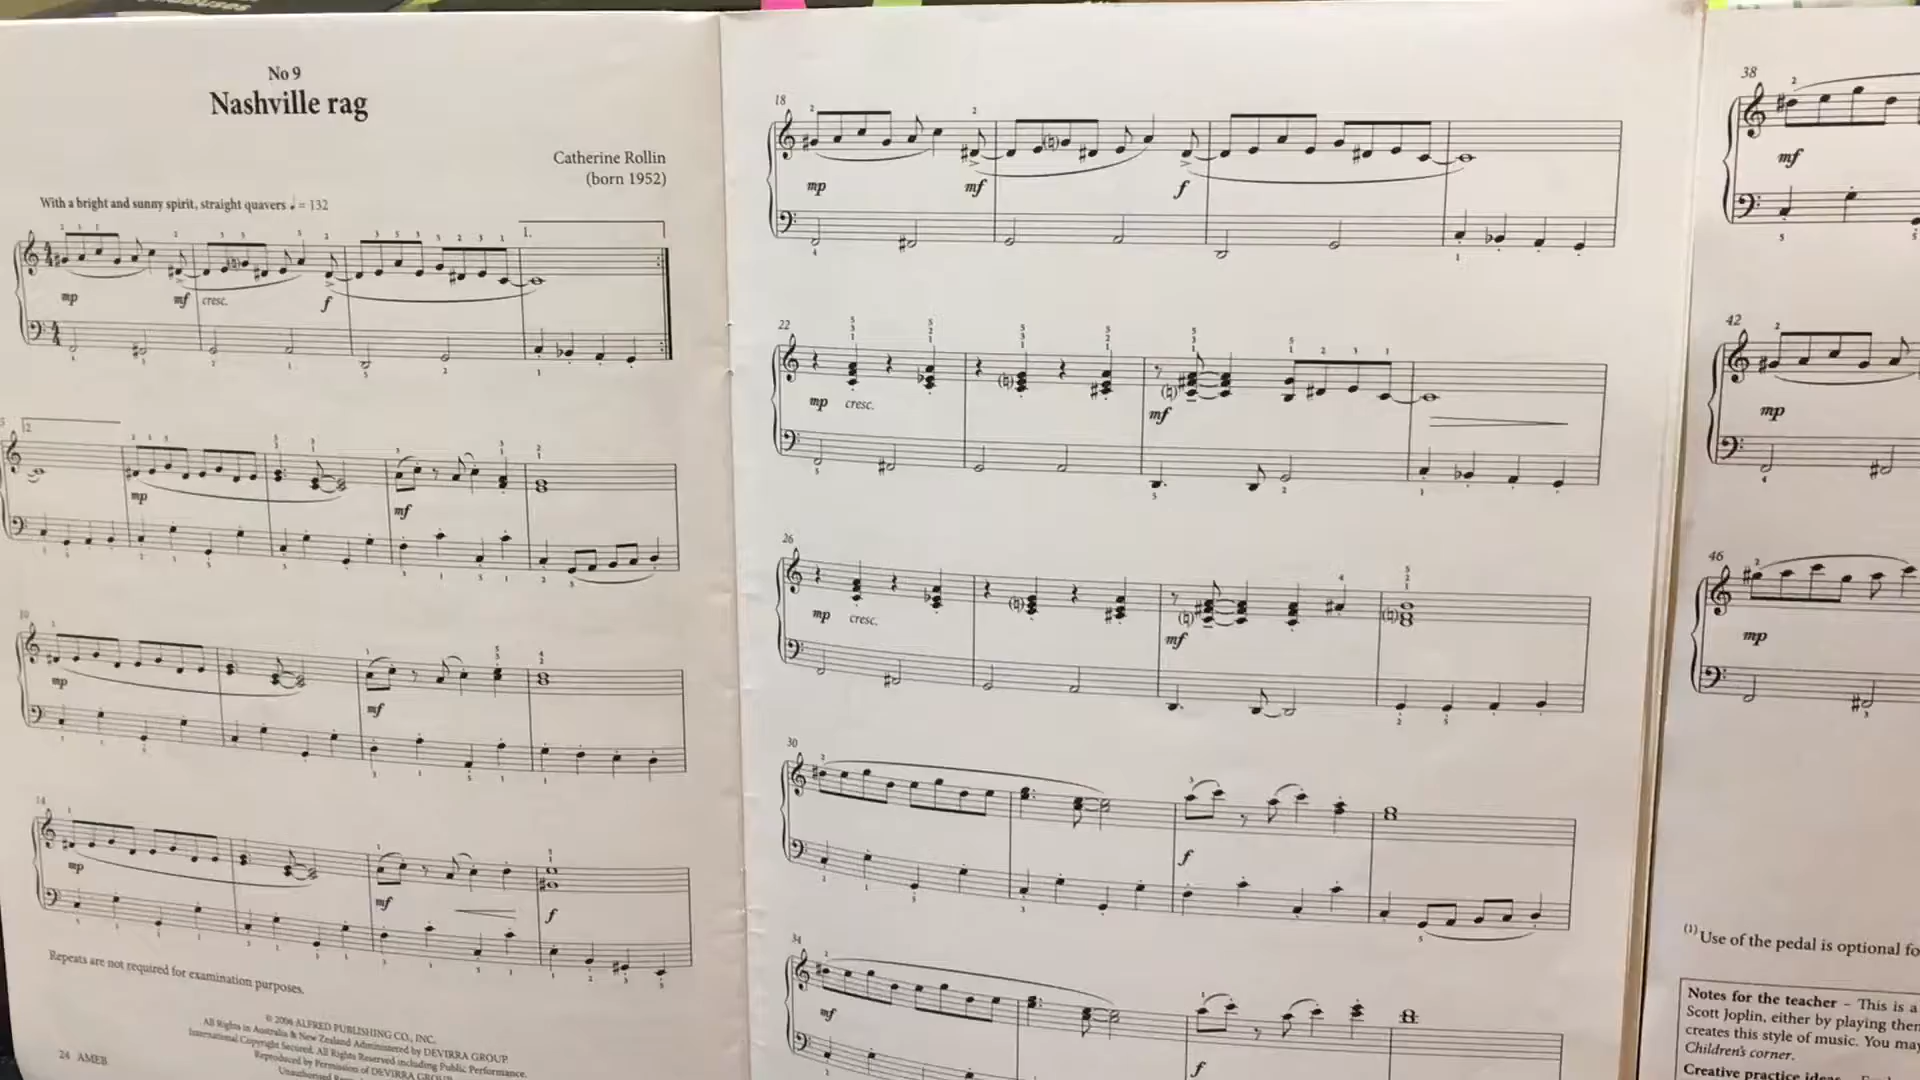 No 9
Nashville rag
Catherine Rollin
(born 1952)
With a bright and sunny spirit, straight quavers ♩ = 132
1.
mp
mf
cresc.
f
2.
mp
mf
10
mp
mf
14
mp
mf
f
Repeats are not required for examination purposes.
© 2006 ALFRED PUBLISHING CO., INC.
All Rights in Australia & New Zealand Administered by DEVIRRA GROUP
International Copyright Secured. All Rights Reserved including Public Performance.
Reproduced by Permission of DEVIRRA GROUP
24 AMEB
18
mp
mf
f
22
mp
cresc.
mf
26
mp
cresc.
mf
30
f
34
mf
f
38
mf
42
mp
46
mp
(1) Use of the pedal is optional
Notes for the teacher – This is a
Scott Joplin, either by playing
creates this style of music. You may
Children's corner.
Creative practice ideas